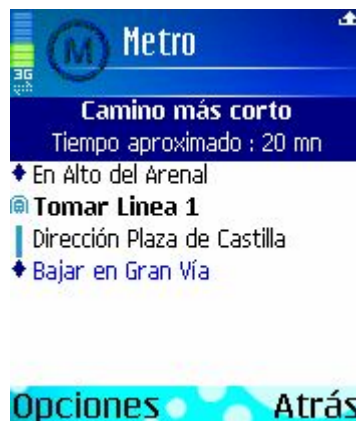 M Metro
3G
Camino más corto
Tiempo aproximado : 20 mn
En Alto del Arenal
Tomar Linea 1
Dirección Plaza de Castilla
Bajar en Gran Vía
Opciones Atrás